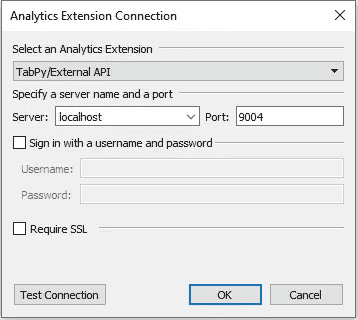 Analytics Extension Connection
Select an Analytics Extension
TabPy/External API
Specify a server name and a port
Server: localhost Port: 9004
Sign in with a username and password
Username:
Password:
Require SSL
Test Connection OK Cancel